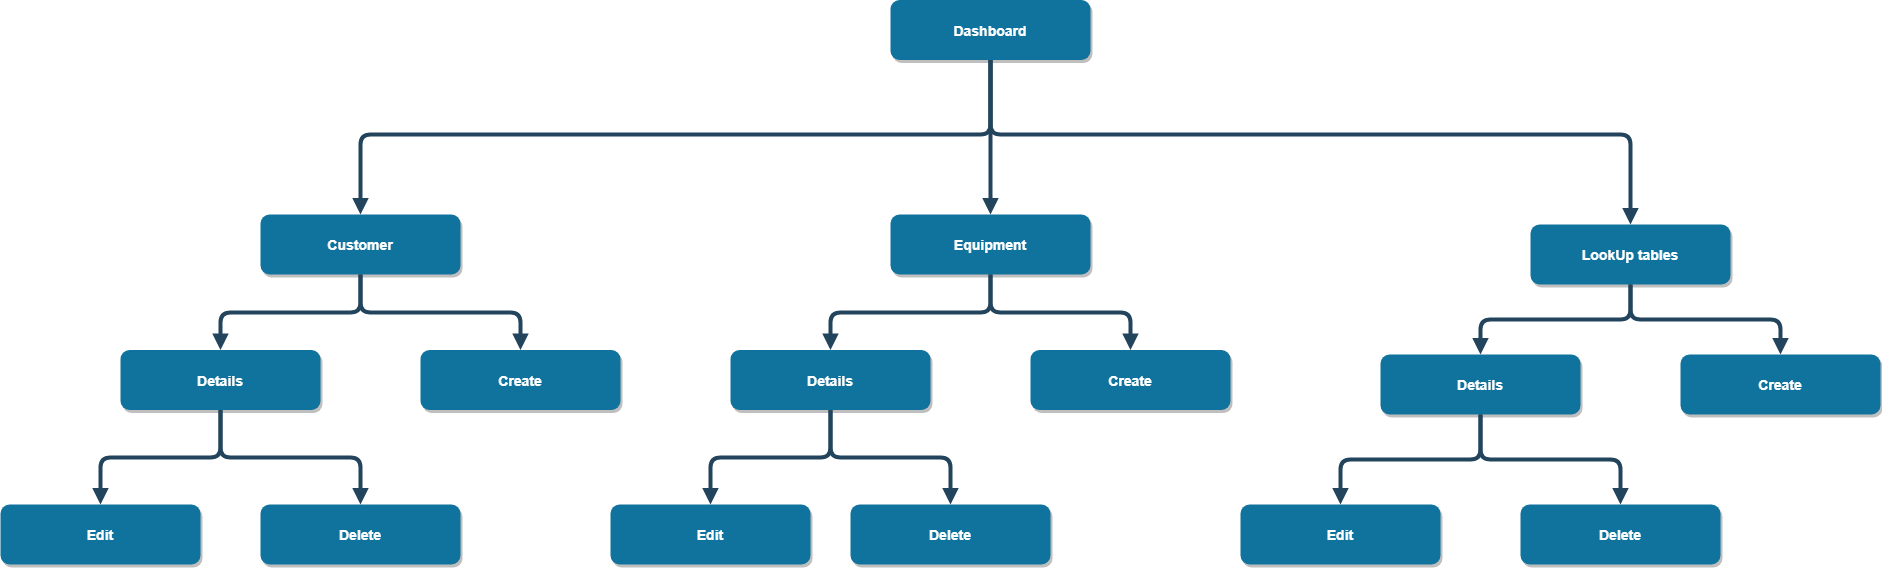 Dashboard
Customer
Equipment
LookUp tables
Details
Create
Details
Create
Details
Create
Edit
Delete
Edit
Delete
Edit
Delete